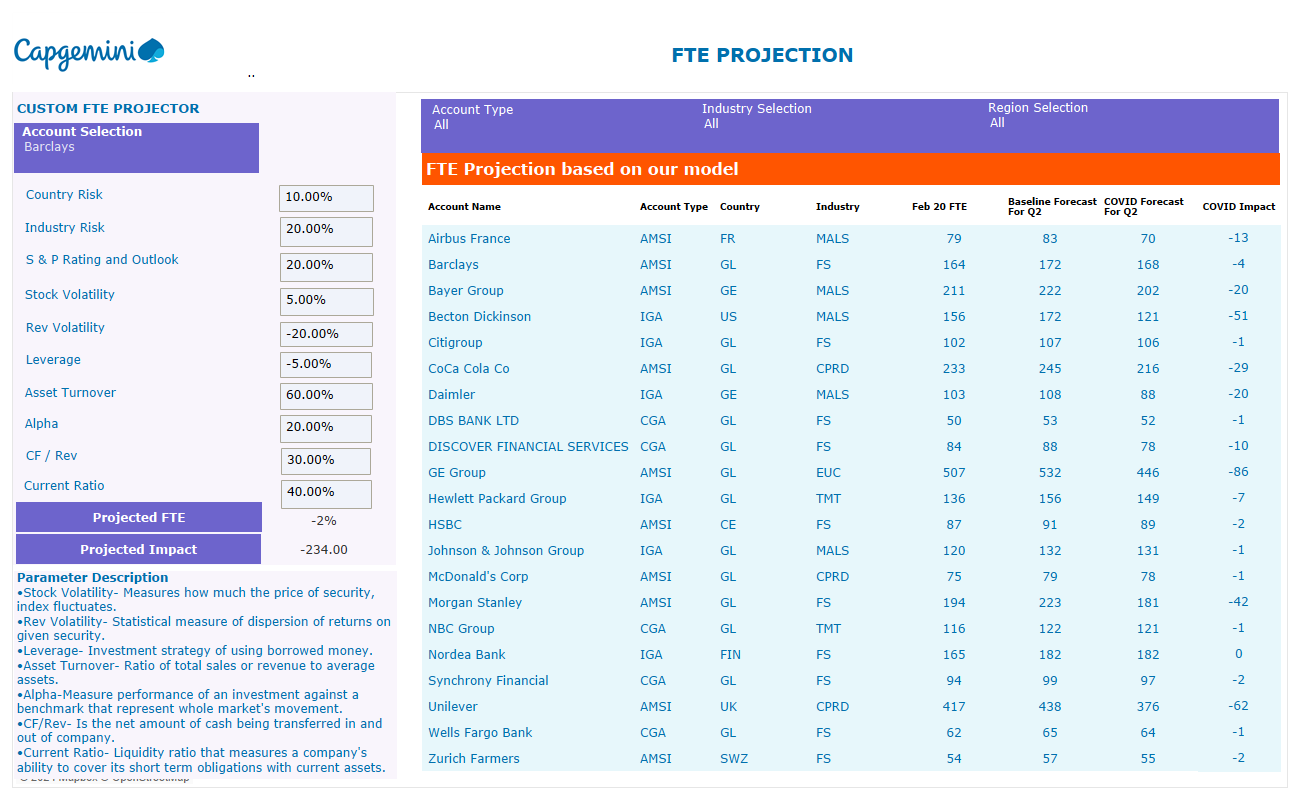 Capgemini
..
FTE PROJECTION
CUSTOM FTE PROJECTOR
Account Selection
Barclays
Country Risk 10.00%
Industry Risk 20.00%
S & P Rating and Outlook 20.00%
Stock Volatility 5.00%
Rev Volatility -20.00%
Leverage -5.00%
Asset Turnover 60.00%
Alpha 20.00%
CF / Rev 30.00%
Current Ratio 40.00%
Projected FTE -2%
Projected Impact -234.00
Parameter Description
•Stock Volatility- Measures how much the price of security,
index fluctuates.
•Rev Volatility- Statistical measure of dispersion of returns on
given security.
•Leverage- Investment strategy of using borrowed money.
•Asset Turnover- Ratio of total sales or revenue to average
assets.
•Alpha-Measure performance of an investment against a
benchmark that represent whole market's movement.
•CF/Rev- Is the net amount of cash being transferred in and
out of company.
•Current Ratio- Liquidity ratio that measures a company's
ability to cover its short term obligations with current assets.
© 2024 Mapbox © OpenStreetMap
Account Type Industry Selection Region Selection
All All All
FTE Projection based on our model
Account Name Account Type Country Industry Feb 20 FTE Baseline Forecast For Q2 COVID Forecast For Q2 COVID Impact
Airbus France AMSI FR MALS 79 83 70 -13
Barclays AMSI GL FS 164 172 168 -4
Bayer Group AMSI GE MALS 211 222 202 -20
Becton Dickinson IGA US MALS 156 172 121 -51
Citigroup IGA GL FS 102 107 106 -1
CoCa Cola Co AMSI GL CPRD 233 245 216 -29
Daimler IGA GE MALS 103 108 88 -20
DBS BANK LTD CGA GL FS 50 53 52 -1
DISCOVER FINANCIAL SERVICES CGA GL FS 84 88 78 -10
GE Group AMSI GL EUC 507 532 446 -86
Hewlett Packard Group IGA GL TMT 136 156 149 -7
HSBC AMSI CE FS 87 91 89 -2
Johnson & Johnson Group IGA GL MALS 120 132 131 -1
McDonald's Corp AMSI GL CPRD 75 79 78 -1
Morgan Stanley AMSI GL FS 194 223 181 -42
NBC Group CGA GL TMT 116 122 121 -1
Nordea Bank IGA FIN FS 165 182 182 0
Synchrony Financial CGA GL FS 94 99 97 -2
Unilever AMSI UK CPRD 417 438 376 -62
Wells Fargo Bank CGA GL FS 62 65 64 -1
Zurich Farmers AMSI SWZ FS 54 57 55 -2